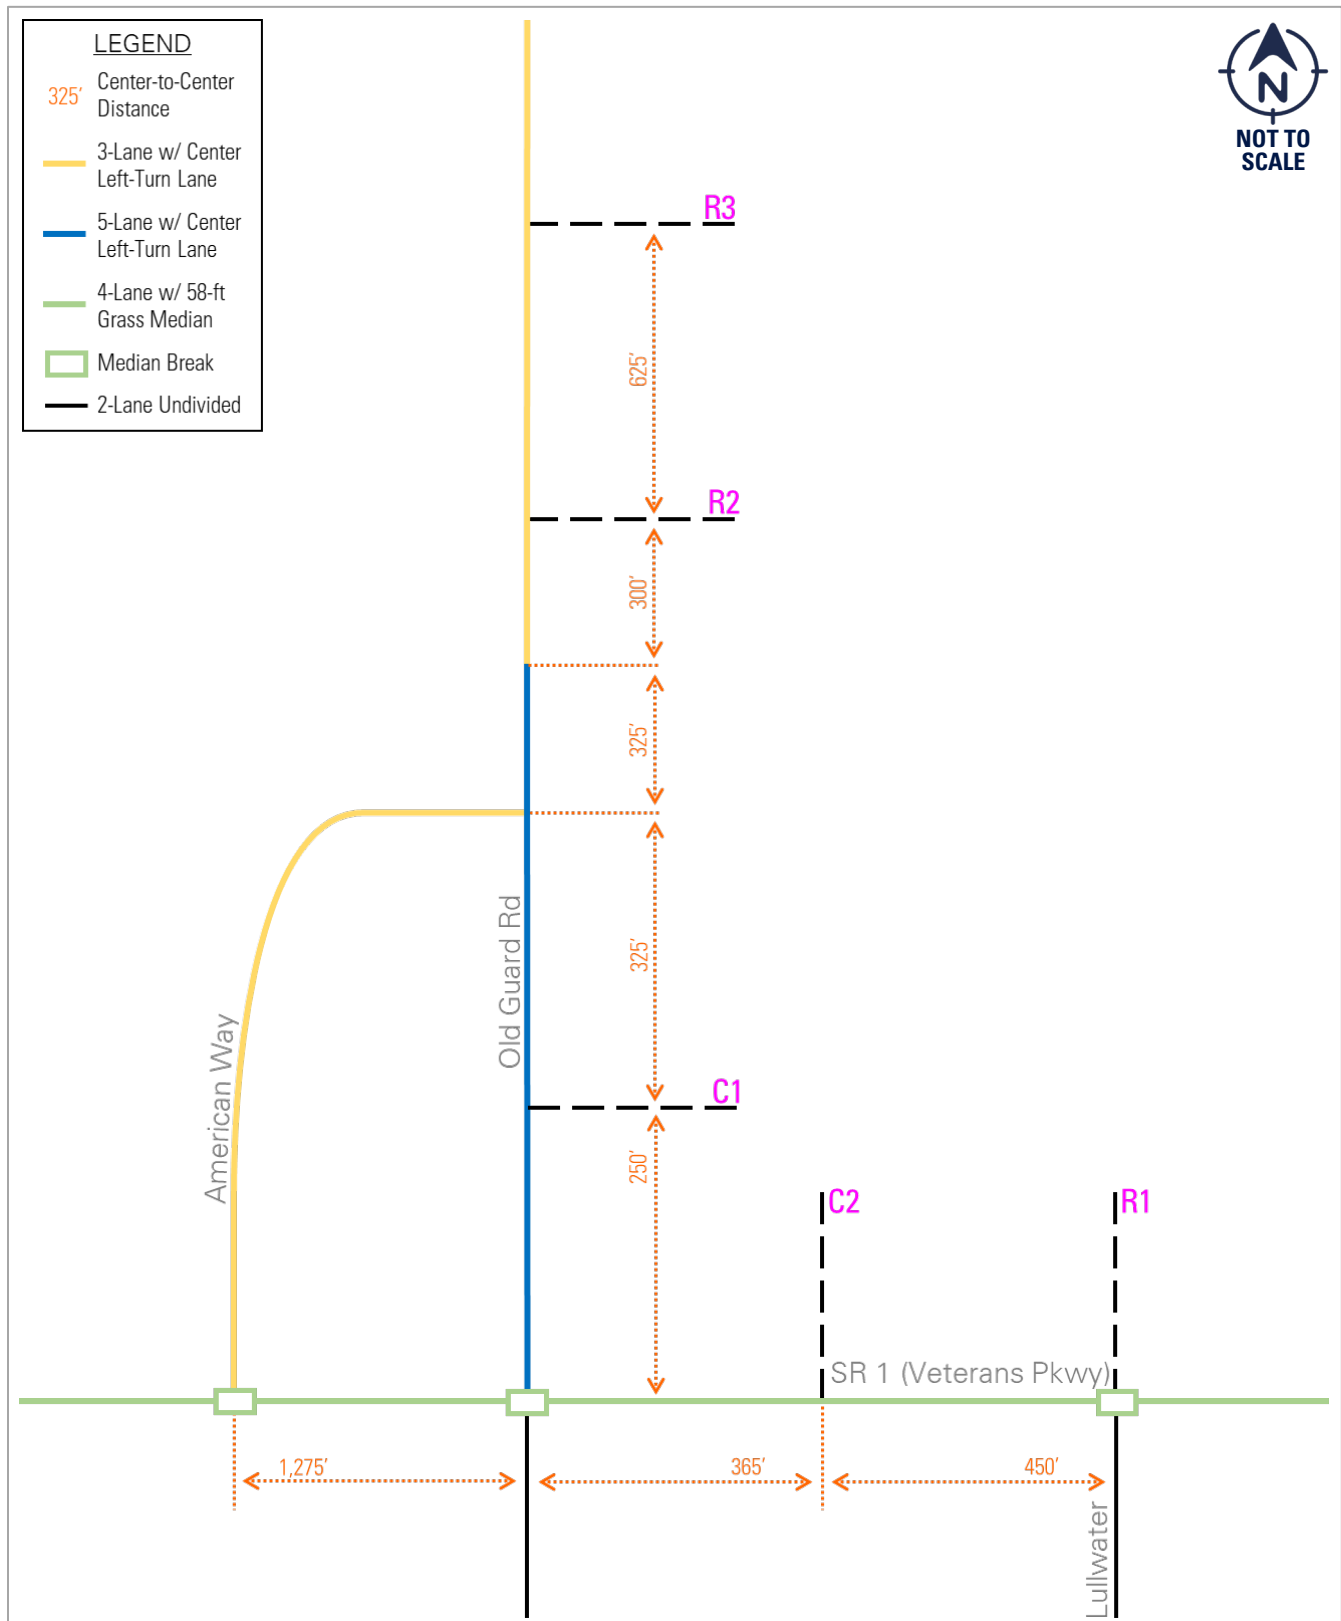 LEGEND
325' Center-to-Center
Distance
3-Lane w/ Center
Left-Turn Lane
5-Lane w/ Center
Left-Turn Lane
4-Lane w/ 58-ft
Grass Median
Median Break
2-Lane Undivided
N
NOT TO
SCALE
R3
625'
R2
300'
325'
325'
Old Guard Rd
American Way
C1
250'
C2
R1
SR 1 (Veterans Pkwy)
1,275'
365'
450'
Lullwater